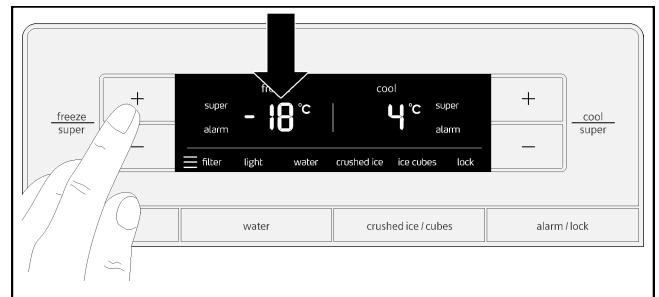 freeze
super
+
−
fre
super
alarm
-18 °C
cool
4 °C
super
alarm
filter light water crushed ice ice cubes lock
+
−
cool
super
water
crushed ice / cubes
alarm / lock